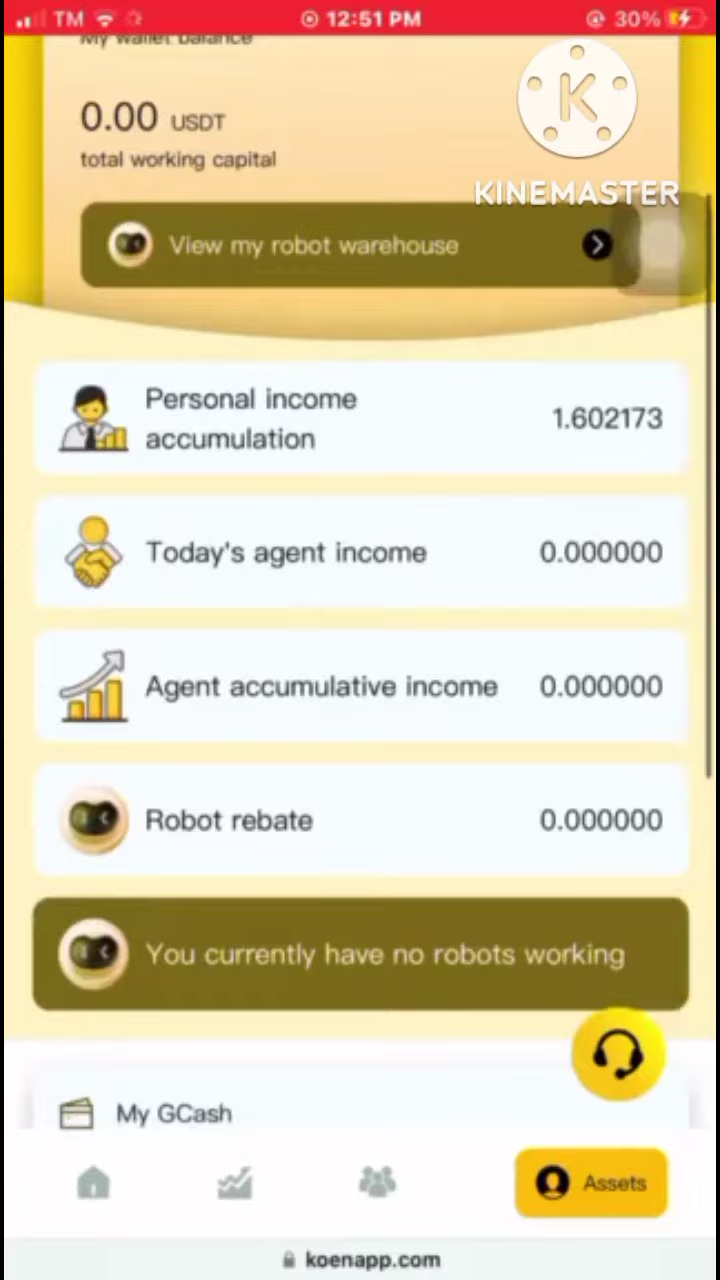 TM 12:51 PM 30%
My wallet balance
K
KINEMASTER
0.00 USDT
total working capital
View my robot warehouse
Personal income
accumulation
1.602173
Today's agent income 0.000000
Agent accumulative income 0.000000
Robot rebate 0.000000
You currently have no robots working
My GCash
Assets
koenapp.com